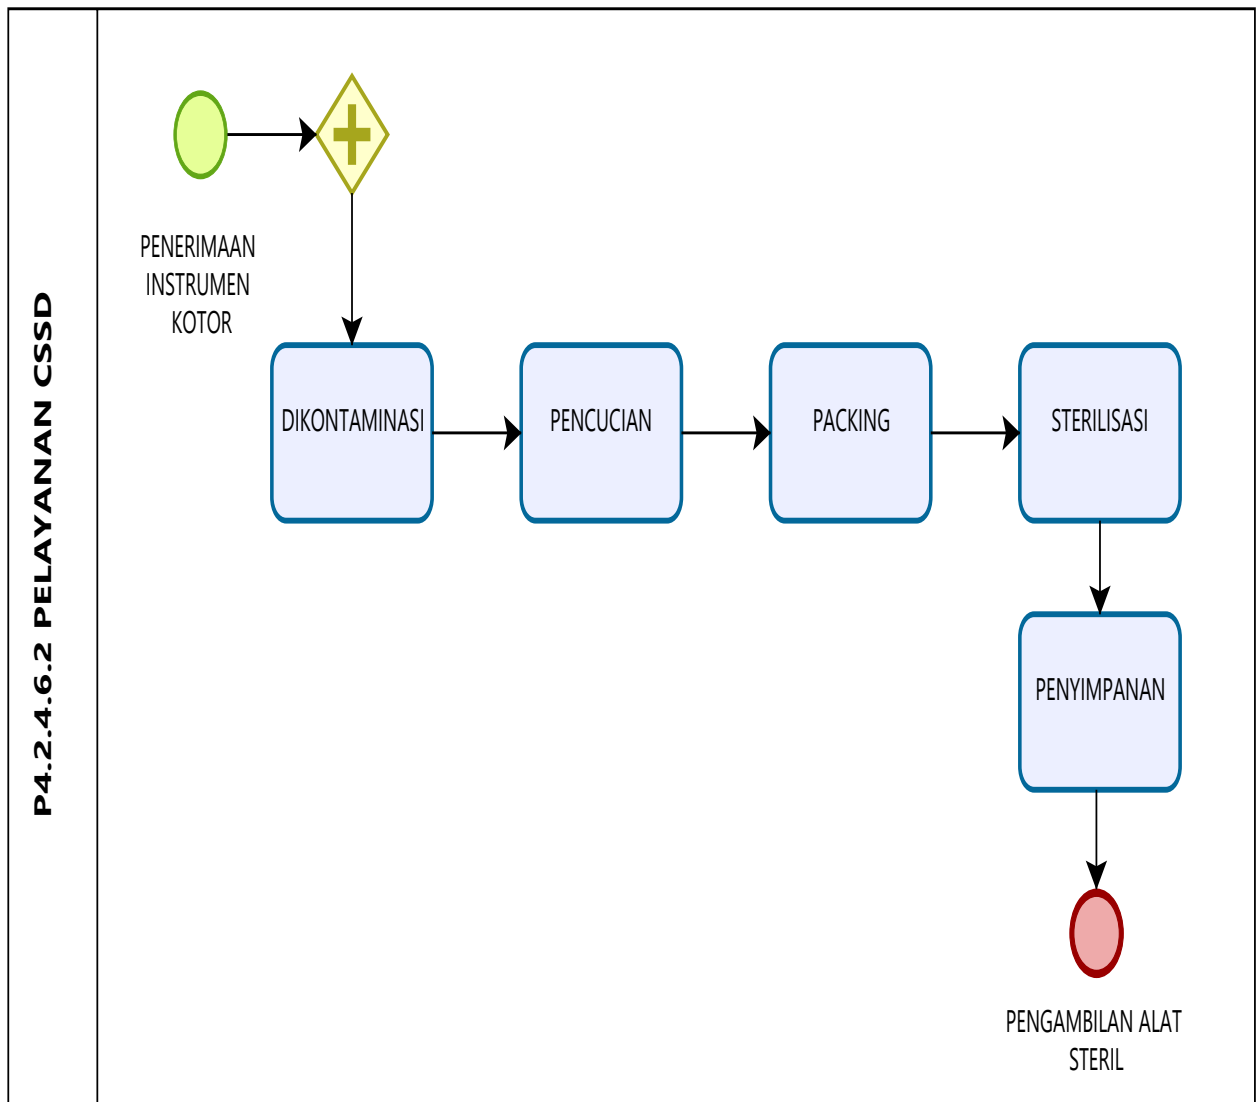 P4.2.4.6.2 PELAYANAN CSSD
PENERIMAAN
INSTRUMEN
KOTOR
DIKONTAMINASI
PENCUCIAN
PACKING
STERILISASI
PENYIMPANAN
PENGAMBILAN ALAT
STERIL